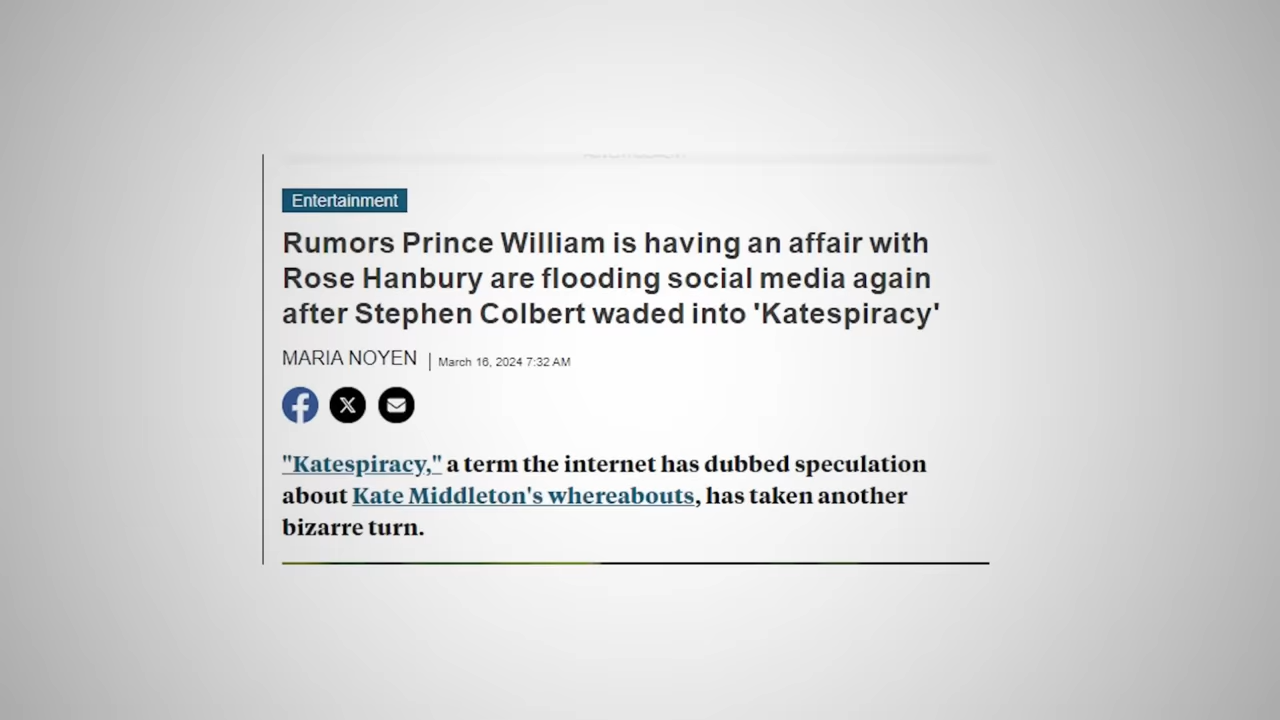 Entertainment
Rumors Prince William is having an affair with
Rose Hanbury are flooding social media again
after Stephen Colbert waded into 'Katespiracy'
MARIA NOYEN | March 16, 2024 7:32 AM
"Katespiracy," a term the internet has dubbed speculation
about Kate Middleton's whereabouts, has taken another
bizarre turn.